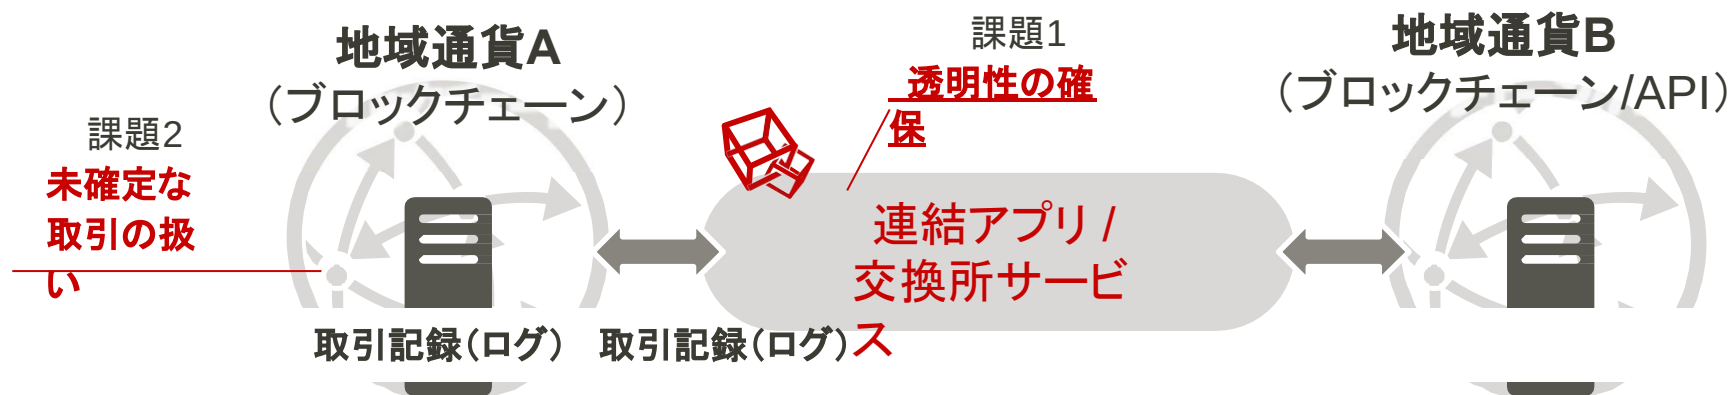 地域通貨A
（ブロックチェーン）
課題1
透明性の確
保
地域通貨B
（ブロックチェーン/API）
課題2
未確定な
取引の扱
い
連結アプリ /
交換所サービ
ス
取引記録（ログ）
取引記録（ログ）